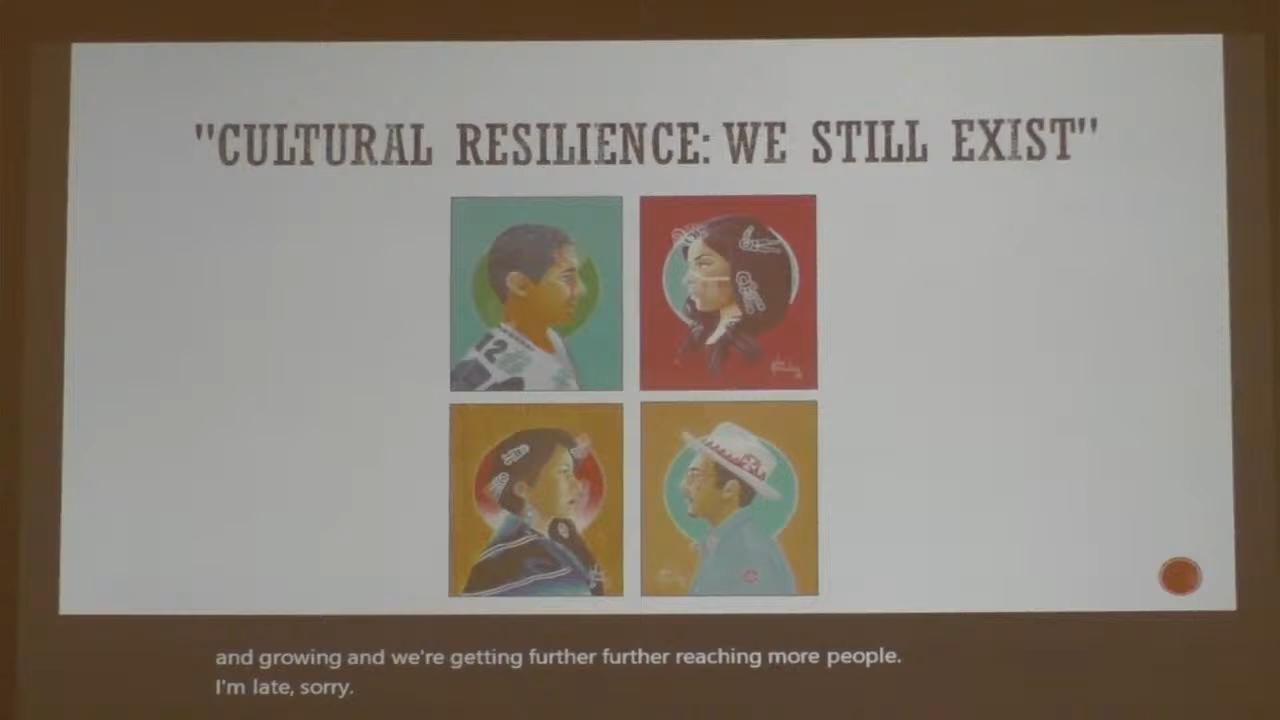 "CULTURAL RESILIENCE: WE STILL EXIST"
12
and growing and we're getting further further reaching more people.
I'm late, sorry.